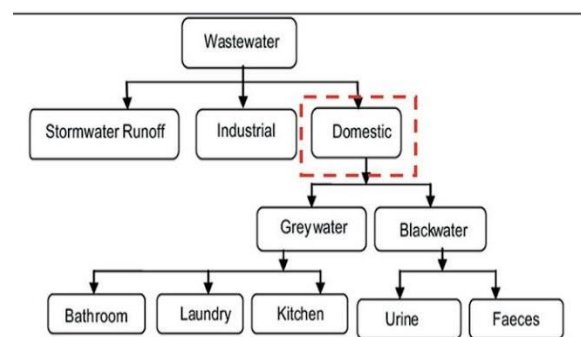 Wastewater
Stormwater Runoff
Industrial
Domestic
Greywater
Blackwater
Bathroom
Laundry
Kitchen
Urine
Faeces